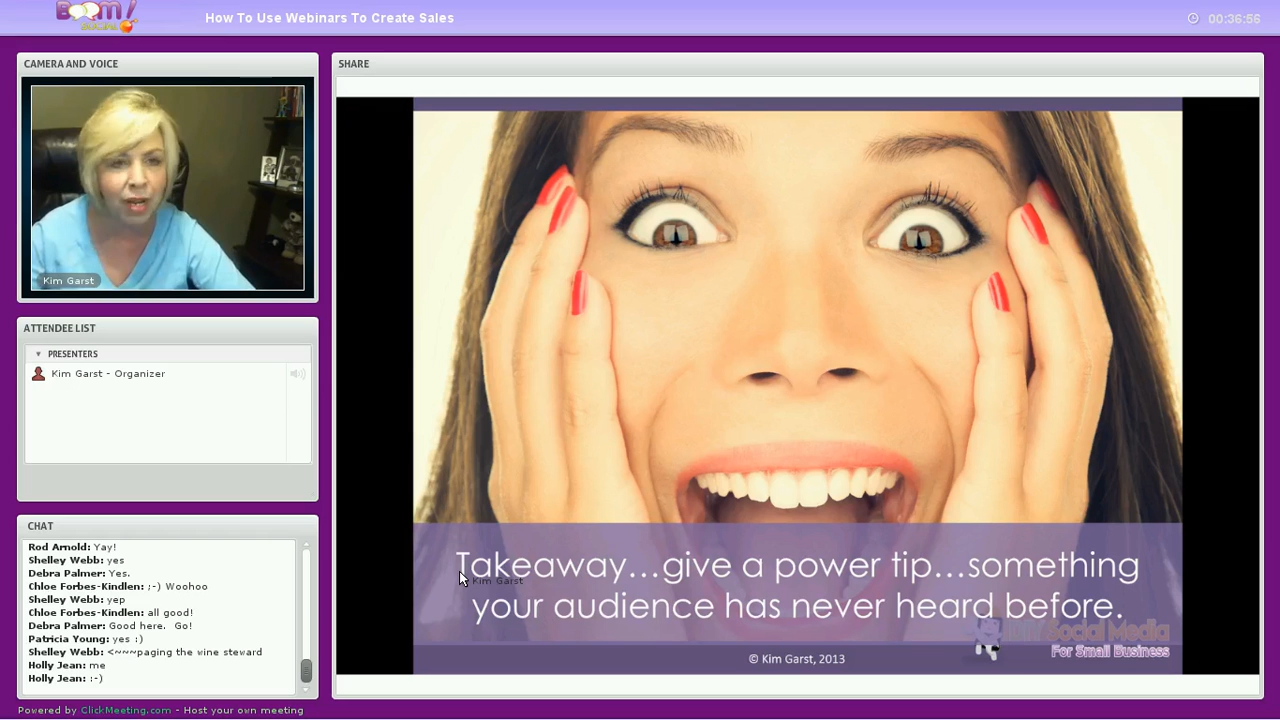 BOOM!
SOCIAL
How To Use Webinars To Create Sales
00:36:56
CAMERA AND VOICE
Kim Garst
ATTENDEE LIST
PRESENTERS
Kim Garst - Organizer
CHAT
Rod Arnold: Yay!
Shelley Webb: yes
Debra Palmer: Yes.
Chloe Forbes-Kindlen: ;-) Woohoo
Shelley Webb: yep
Chloe Forbes-Kindlen: all good!
Debra Palmer: Good here. Go!
Patricia Young: yes :)
Shelley Webb: <~~~paging the wine steward
Holly Jean: me
Holly Jean: :-)
Powered by ClickMeeting.com - Host your own meeting
SHARE
Takeaway...give a power tip...something
Kim Garst
your audience has never heard before.
Social Media
For Small Business
© Kim Garst, 2013